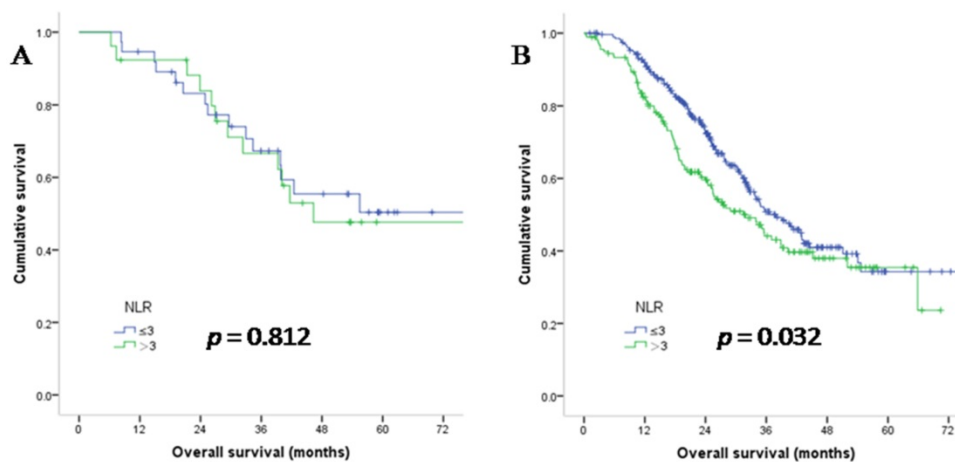 A
Cumulative survival
1.0
0.8
0.6
0.4
0.2
0.0
NLR
≤3
>3
p = 0.812
0 12 24 36 48 60 72
Overall survival (months)
B
Cumulative survival
1.0
0.8
0.6
0.4
0.2
0.0
NLR
≤3
>3
p = 0.032
0 12 24 36 48 60 72
Overall survival (months)